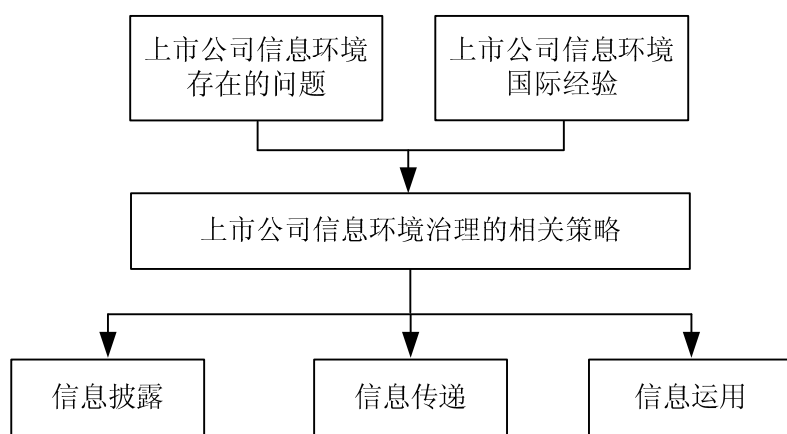 上市公司信息环境
存在的问题
上市公司信息环境
国际经验
上市公司信息环境治理的相关策略
信息披露
信息传递
信息运用